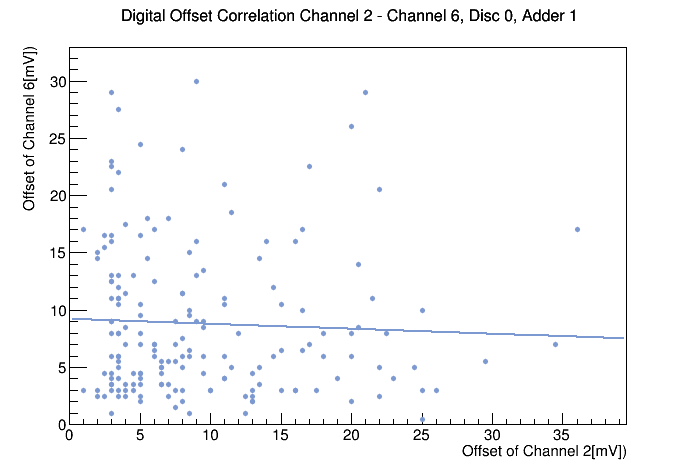 Digital Offset Correlation Channel 2 - Channel 6, Disc 0, Adder 1
Offset of Channel 6[mV])
30
25
20
15
10
5
0
0 5 10 15 20 25 30 35
Offset of Channel 2[mV])